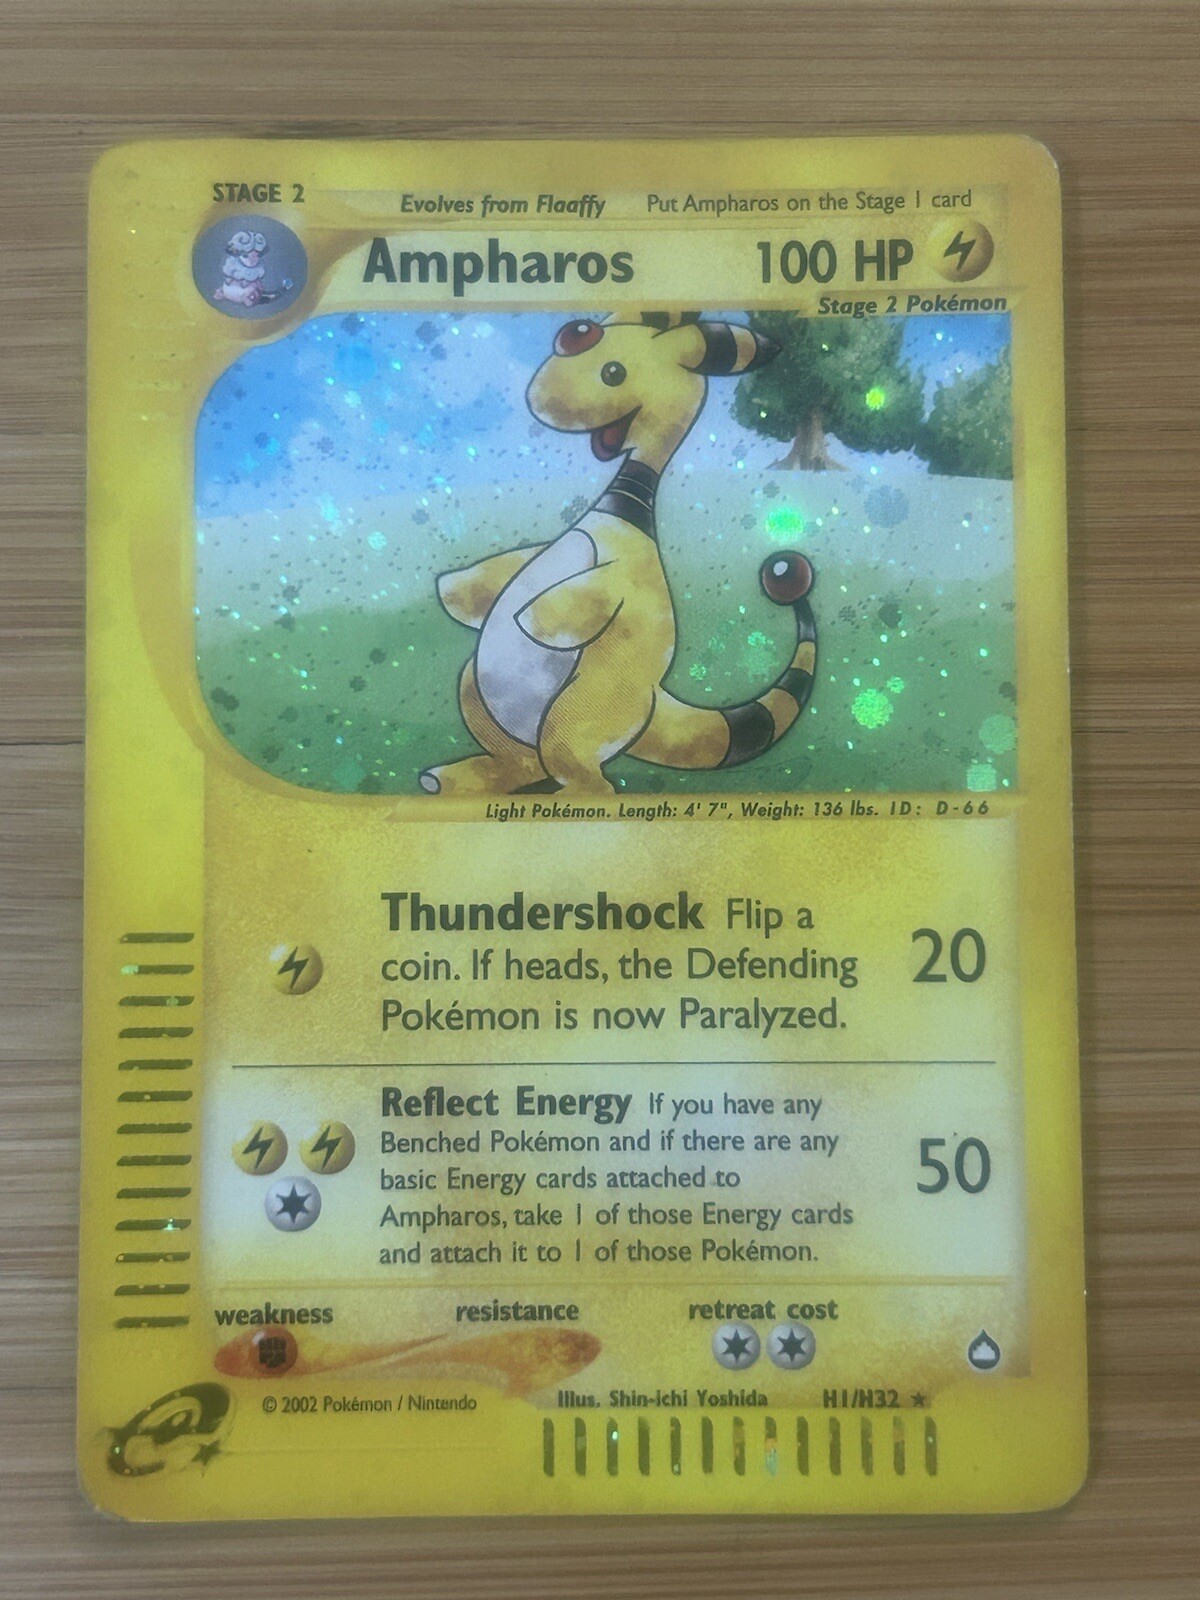 STAGE 2
Evolves from Flaaffy
Put Ampharos on the Stage 1 card
Ampharos
100 HP
Stage 2 Pokémon
Light Pokémon. Length: 4' 7", Weight: 136 lbs. ID: D-66
Thundershock Flip a
coin. If heads, the Defending
Pokémon is now Paralyzed.
20
Reflect Energy If you have any
Benched Pokémon and if there are any
basic Energy cards attached to
Ampharos, take 1 of those Energy cards
and attach it to 1 of those Pokémon.
50
weakness
resistance
retreat cost
© 2002 Pokémon / Nintendo
Illus. Shin-ichi Yoshida
H1/H32 ★